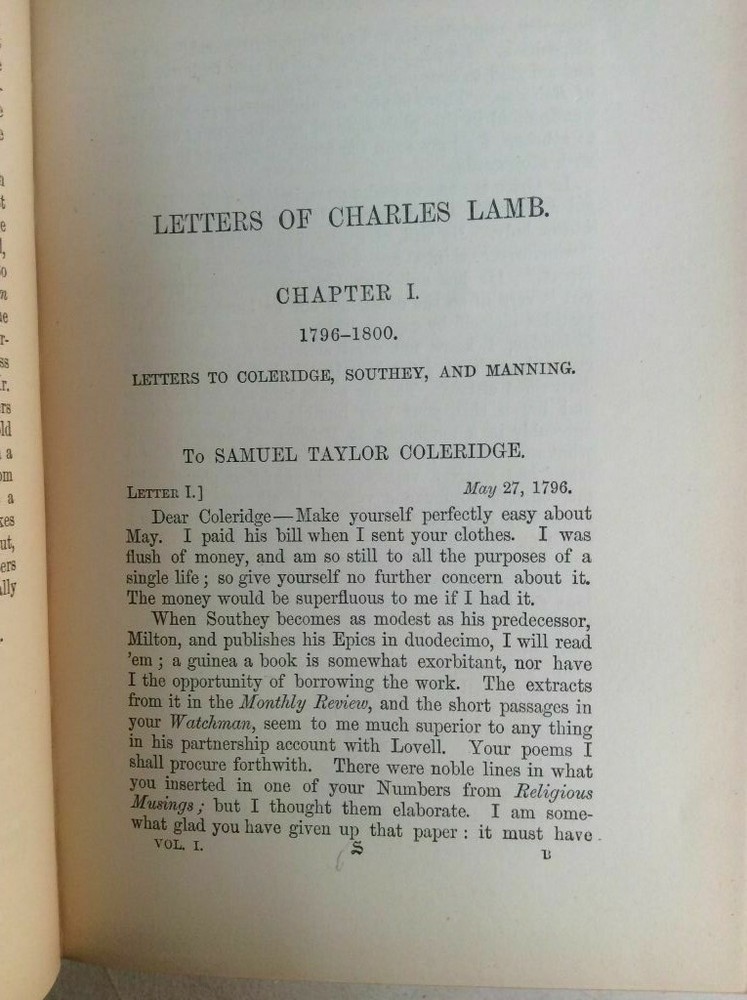 LETTERS OF CHARLES LAMB.
CHAPTER I.
1796–1800.
LETTERS TO COLERIDGE, SOUTHEY, AND MANNING.
To SAMUEL TAYLOR COLERIDGE.
LETTER I.] May 27, 1796.
Dear Coleridge—Make yourself perfectly easy about
May. I paid his bill when I sent your clothes. I was
flush of money, and am so still to all the purposes of a
single life; so give yourself no further concern about it.
The money would be superfluous to me if I had it.
When Southey becomes as modest as his predecessor,
Milton, and publishes his Epics in duodecimo, I will read
'em; a guinea a book is somewhat exorbitant, nor have
I the opportunity of borrowing the work. The extracts
from it in the Monthly Review, and the short passages in
your Watchman, seem to me much superior to any thing
in his partnership account with Lovell. Your poems I
shall procure forthwith. There were noble lines in what
you inserted in one of your Numbers from Religious
Musings; but I thought them elaborate. I am some-
what glad you have given up that paper: it must have
VOL. I. S B